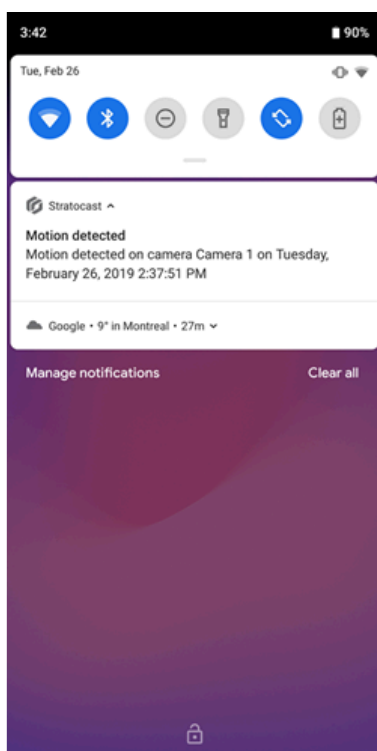 3:42 90%
Tue, Feb 26
Stratocast
Motion detected
Motion detected on camera Camera 1 on Tuesday,
February 26, 2019 2:37:51 PM
Google • 9° in Montreal • 27m
Manage notifications Clear all